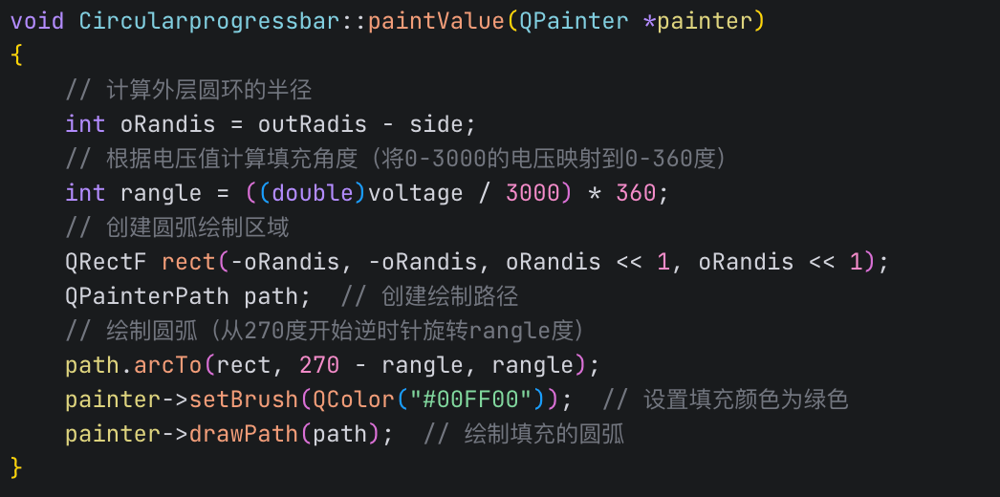 void Circularprogressbar::paintValue(QPainter *painter)
{
    // 计算外层圆环的半径
    int oRandis = outRadis - side;
    // 根据电压值计算填充角度（将0-3000的电压映射到0-360度）
    int rangle = ((double)voltage / 3000) * 360;
    // 创建圆弧绘制区域
    QRectF rect(-oRandis, -oRandis, oRandis << 1, oRandis << 1);
    QPainterPath path;  // 创建绘制路径
    // 绘制圆弧（从270度开始逆时针旋转rangle度）
    path.arcTo(rect, 270 - rangle, rangle);
    painter->setBrush(QColor("#00FF00"));  // 设置填充颜色为绿色
    painter->drawPath(path);  // 绘制填充的圆弧
}